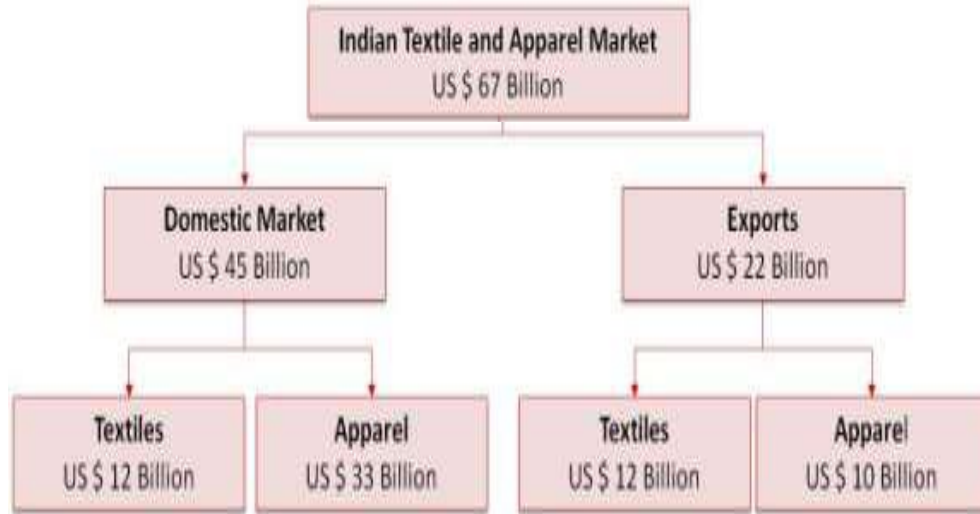 Indian Textile and Apparel Market
US $ 67 Billion
Domestic Market
US $ 45 Billion
Exports
US $ 22 Billion
Textiles
US $ 12 Billion
Apparel
US $ 33 Billion
Textiles
US $ 12 Billion
Apparel
US $ 10 Billion